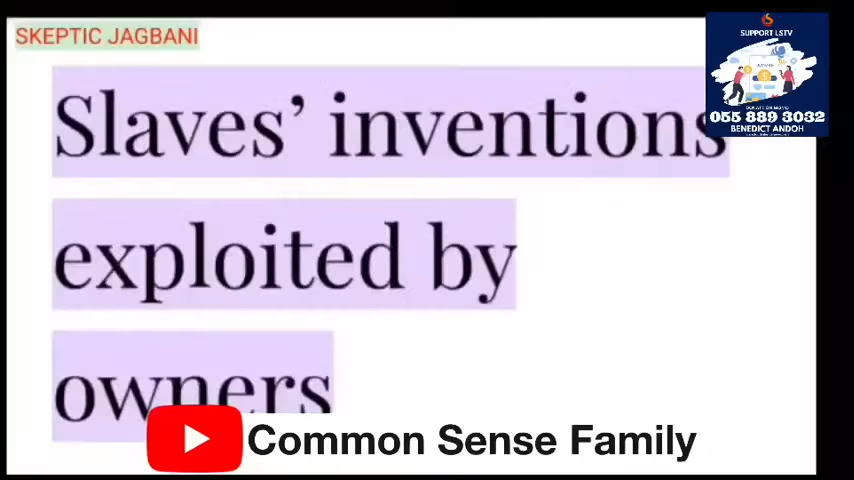 SKEPTIC JAGBANI
SUPPORT LSTV
055 889 3032
BENEDICT ANDOH
Slaves’ inventions
exploited by
owners
Common Sense Family